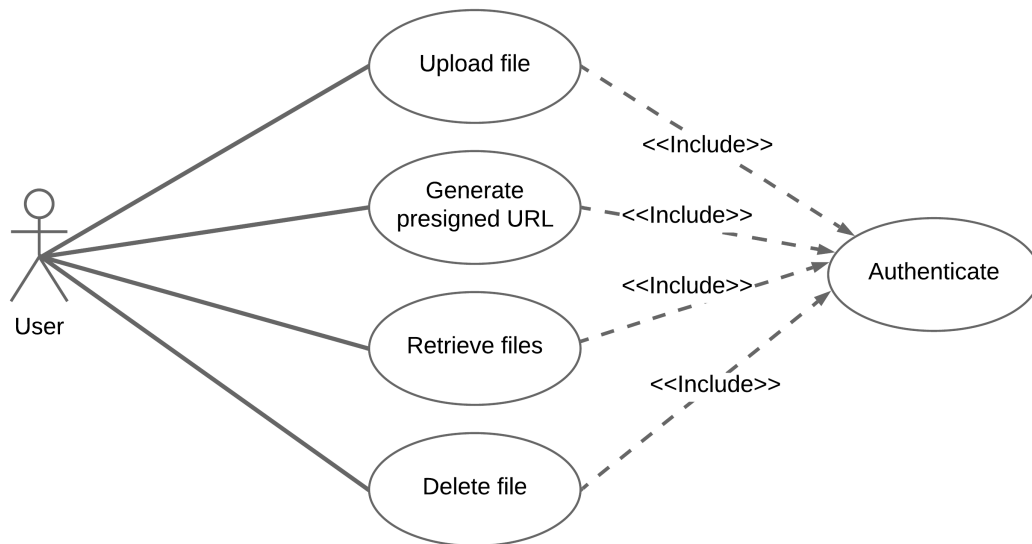 Upload file
<<Include>>
Generate
presigned URL
<<Include>>
Authenticate
<<Include>>
User
Retrieve files
<<Include>>
Delete file